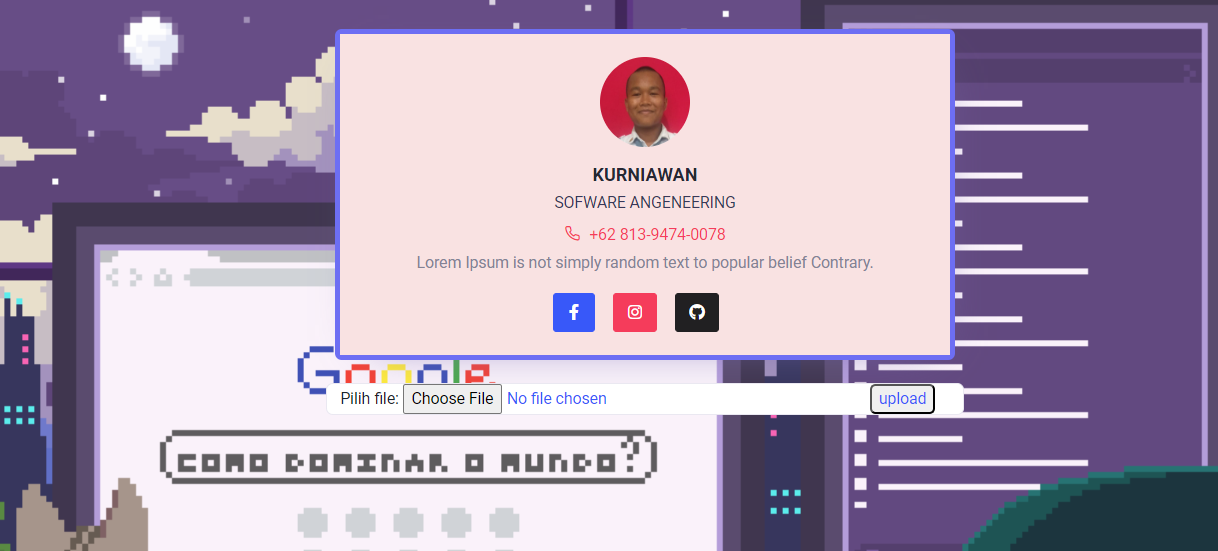 KURNIAWAN
SOFWARE ANGENEERING
+62 813-9474-0078
Lorem Ipsum is not simply random text to popular belief Contrary.
Google
Pilih file: Choose File No file chosen upload
COMO DOMINAR O MUNDO?